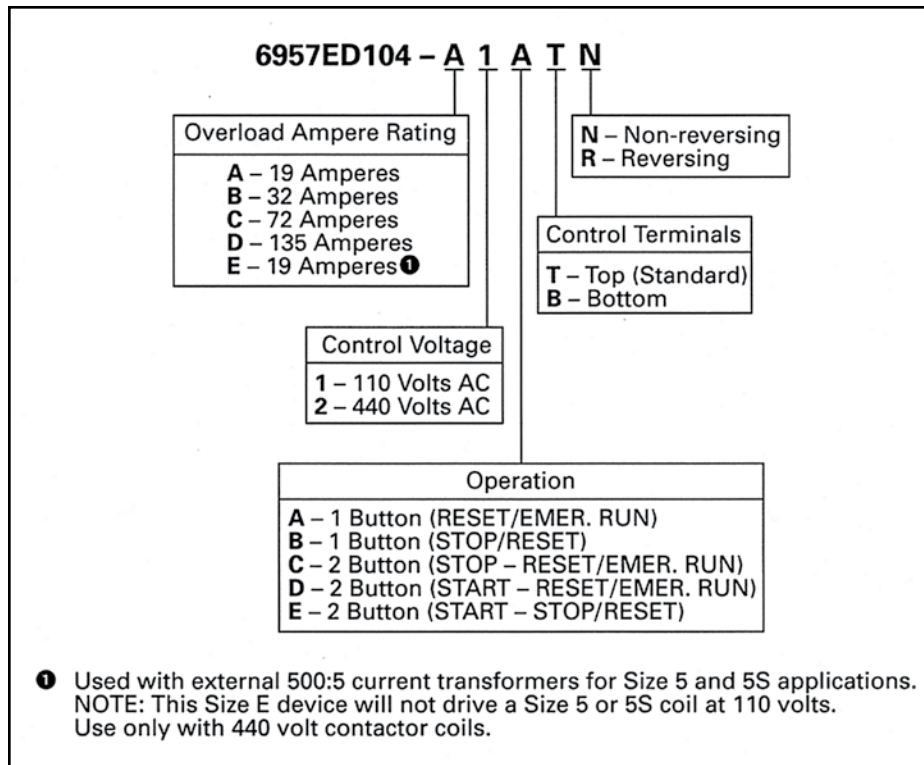 6957ED104 – A 1 A T N
Overload Ampere Rating
A – 19 Amperes
B – 32 Amperes
C – 72 Amperes
D – 135 Amperes
E – 19 Amperes❶
N – Non-reversing
R – Reversing
Control Terminals
T – Top (Standard)
B – Bottom
Control Voltage
1 – 110 Volts AC
2 – 440 Volts AC
Operation
A – 1 Button (RESET/EMER. RUN)
B – 1 Button (STOP/RESET)
C – 2 Button (STOP – RESET/EMER. RUN)
D – 2 Button (START – RESET/EMER. RUN)
E – 2 Button (START – STOP/RESET)
❶ Used with external 500:5 current transformers for Size 5 and 5S applications.
NOTE: This Size E device will not drive a Size 5 or 5S coil at 110 volts.
Use only with 440 volt contactor coils.